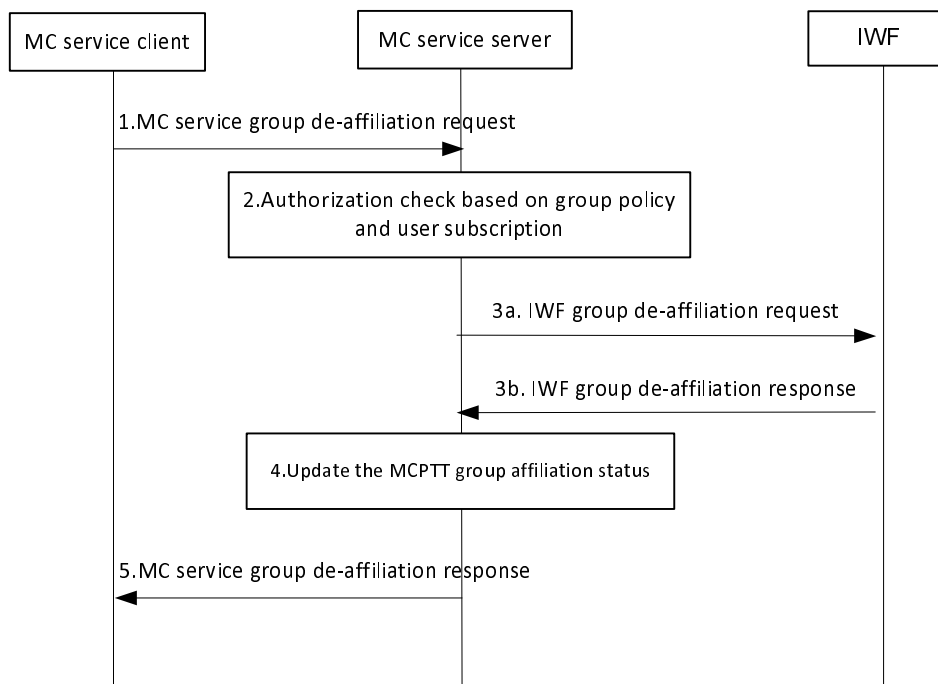 MC service client
MC service server
IWF
1.MC service group de-affiliation request
2.Authorization check based on group policy
and user subscription
3a. IWF group de-affiliation request
3b. IWF group de-affiliation response
4.Update the MCPTT group affiliation status
5.MC service group de-affiliation response